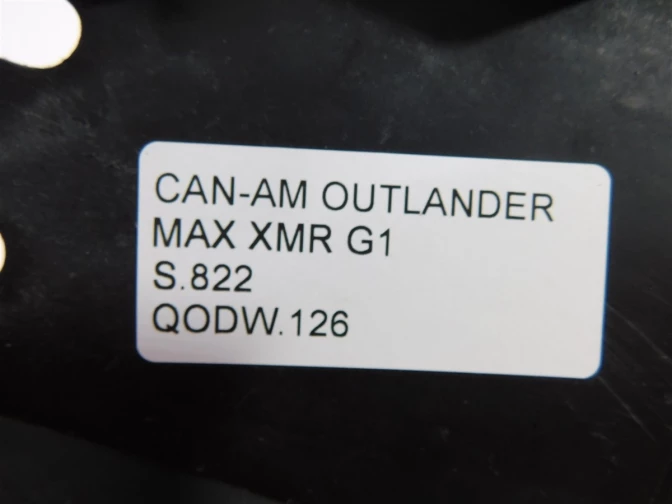 CAN-AM OUTLANDER
MAX XMR G1
S.822
QODW.126